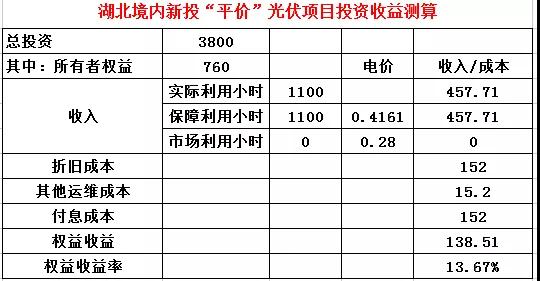 湖北境内新投“平价”光伏项目投资收益测算
总投资 3800
其中：所有者权益 760 电价 收入/成本
收入 实际利用小时 1100 457.71
保障利用小时 1100 0.4161 457.71
市场利用小时 0 0.28 0
折旧成本 152
其他运维成本 15.2
付息成本 152
权益收益 138.51
权益收益率 13.67%